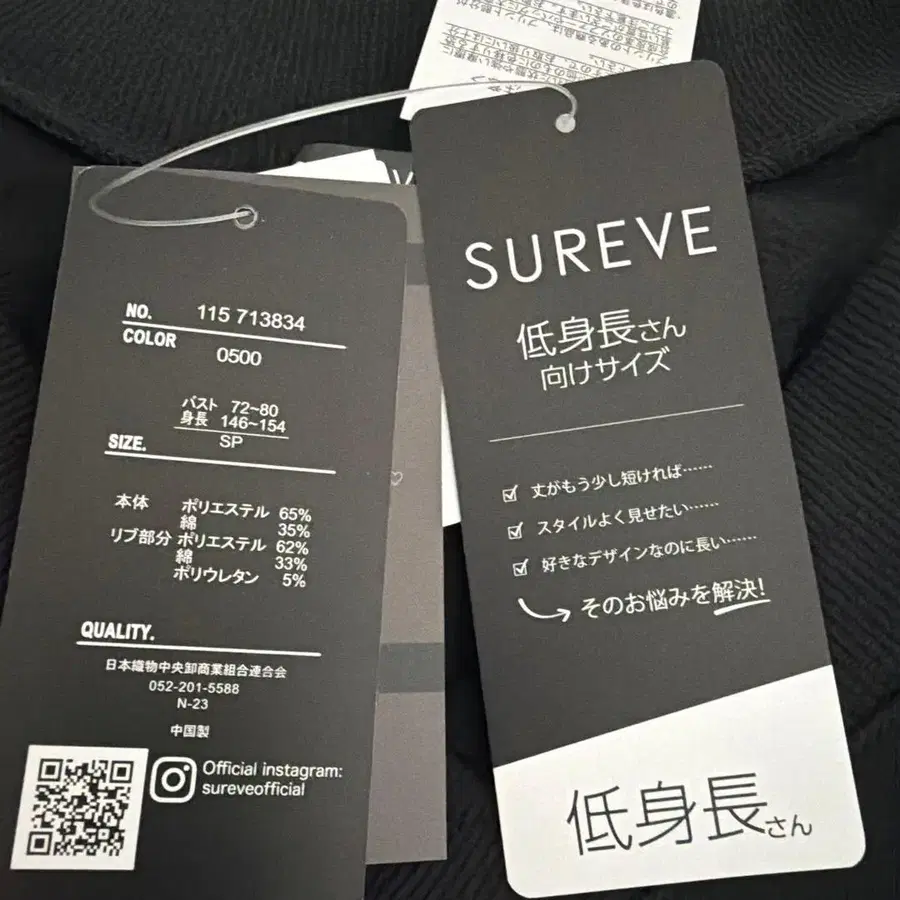 NO. 115 713834
COLOR 0500
バスト 72~80
身長 146~154
SP
SIZE.
本体 ポリエステル 65%
綿 35%
リブ部分 ポリエステル 62%
綿 33%
ポリウレタン 5%
QUALITY.
日本織物中央卸商業組合連合会
052-201-5588
N-23
中国製
Official instagram:
sureveofficial
SUREVE
低身長さん
向けサイズ
丈がもう少し短ければ……
スタイルよく見せたい……
好きなデザインなのに長い……
そのお悩みを解決!
低身長さん